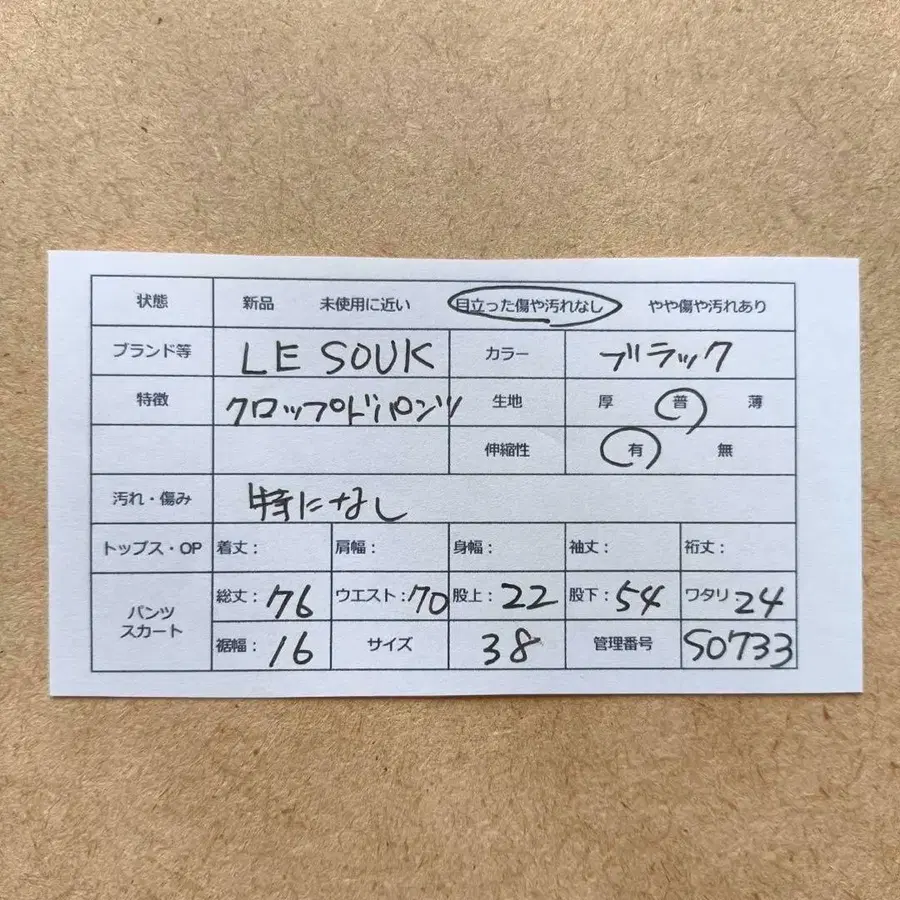 状態 新品 未使用に近い 目立った傷や汚れなし やや傷や汚れあり
ブランド等 LE SOUK カラー ブラック
特徴 クロップドパンツ 生地 厚 普 薄
伸縮性 有 無
汚れ・傷み 特になし
トップス・OP 着丈: 肩幅: 身幅: 袖丈: 裄丈:
パンツ スカート 総丈:76 ウエスト:70 股上:22 股下:54 ワタリ:24
裾幅:16 サイズ 38 管理番号 S0733